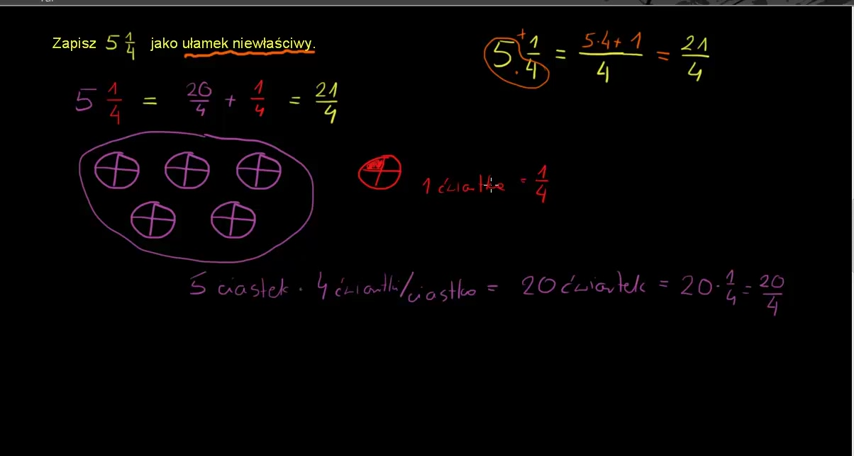 Zapisz 5 1/4 jako ułamek niewłaściwy.
5 1/4 = (5·4+1)/4 = 21/4
5 1/4 = 20/4 + 1/4 = 21/4
1 ćwiartka = 1/4
5 ciastek · 4 ćwiartki/ciastko = 20 ćwiartek = 20 · 1/4 = 20/4